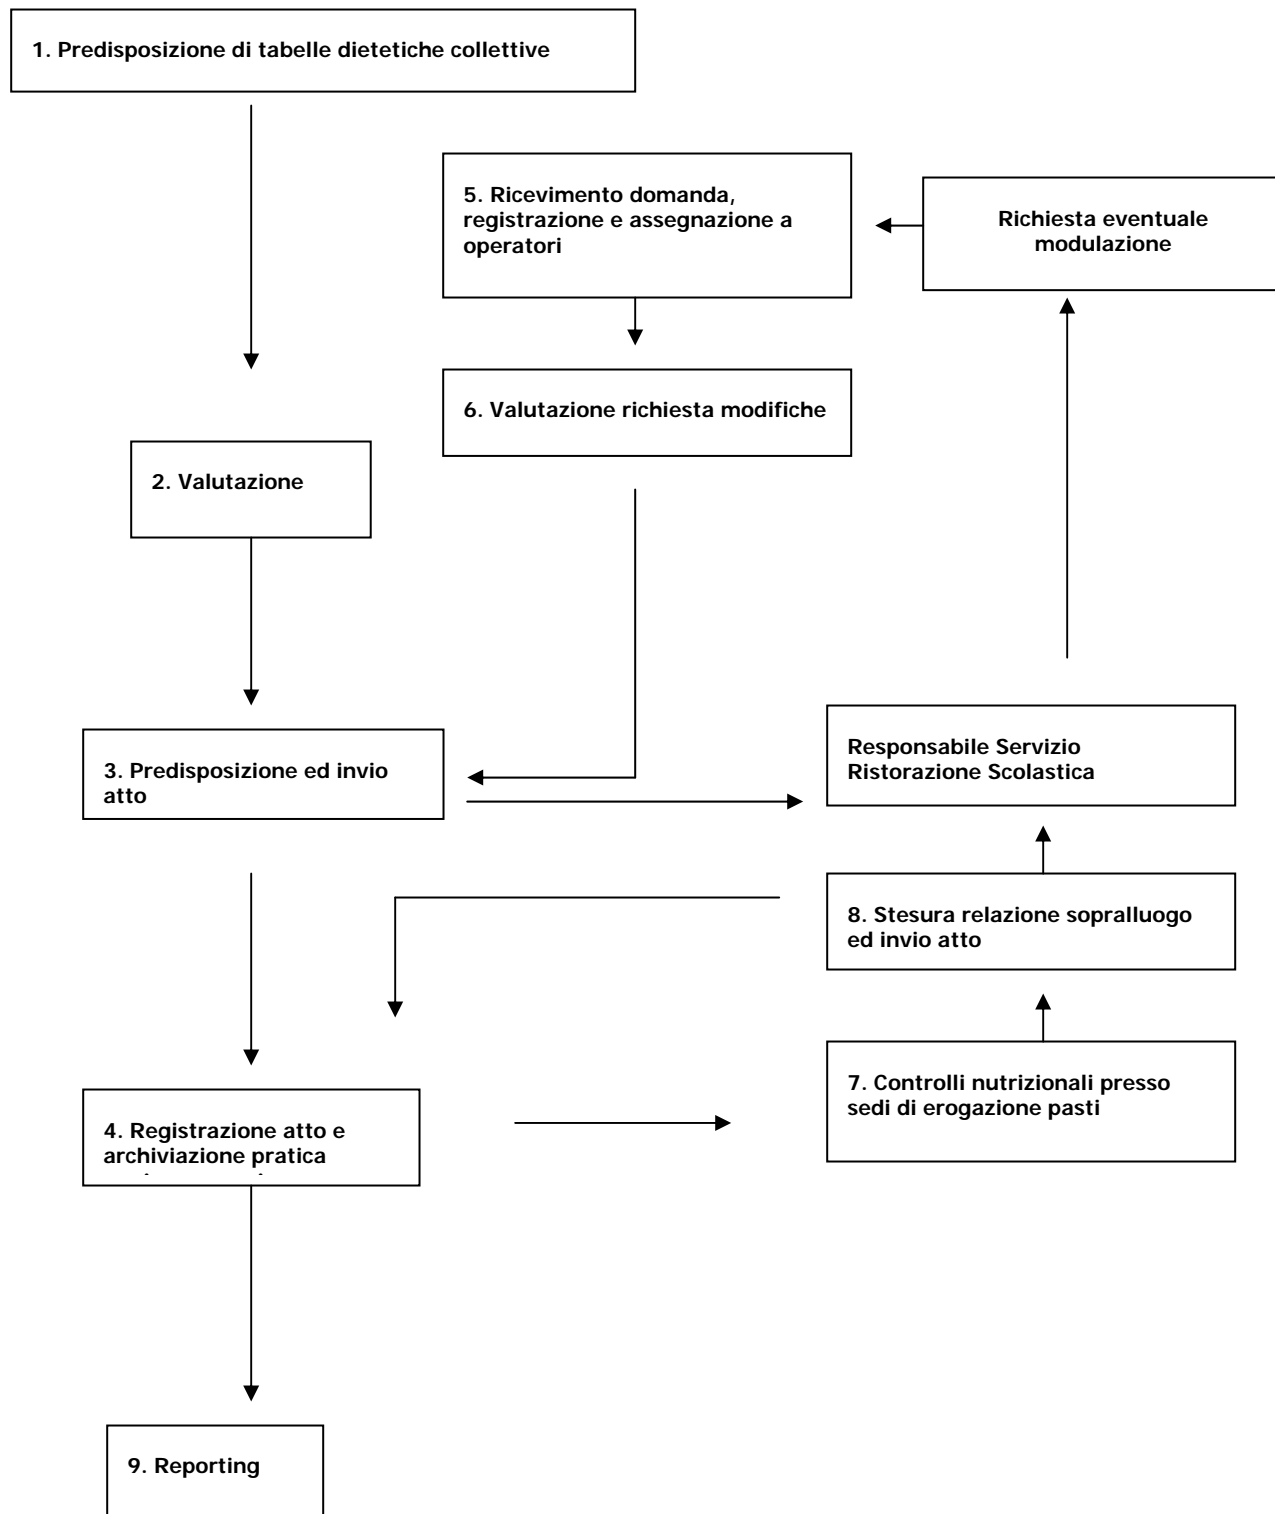 1. Predisposizione di tabelle dietetiche collettive
5. Ricevimento domanda,
registrazione e assegnazione a
operatori
Richiesta eventuale
modulazione
6. Valutazione richiesta modifiche
2. Valutazione
3. Predisposizione ed invio
atto
Responsabile Servizio
Ristorazione Scolastica
8. Stesura relazione sopralluogo
ed invio atto
7. Controlli nutrizionali presso
sedi di erogazione pasti
4. Registrazione atto e
archiviazione pratica
9. Reporting